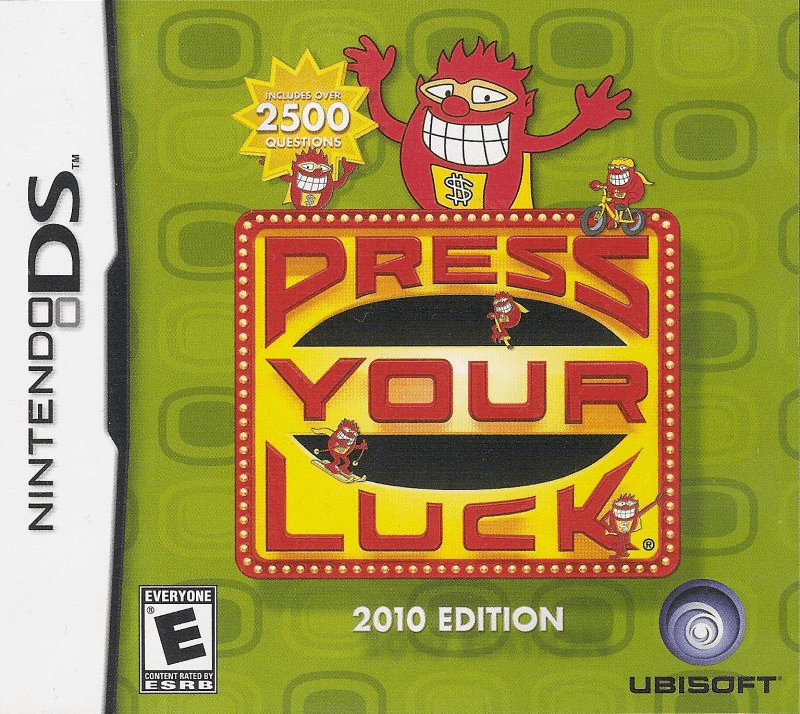 NINTENDO DS™
INCLUDES OVER
2500
QUESTIONS
$
$
PRESS
YOUR
LUCK®
$
2010 EDITION
EVERYONE
E®
CONTENT RATED BY
ESRB
UBISOFT®